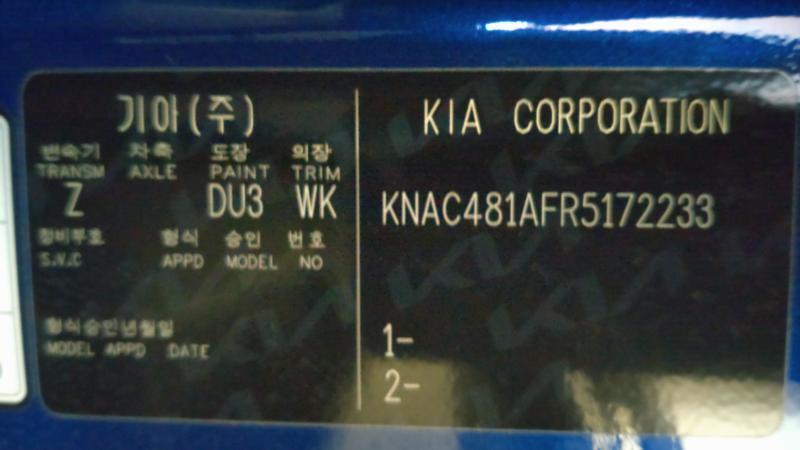 기아(주)
변속기 차축 도장 의장
TRANSM AXLE PAINT TRIM
Z DU3 WK
정비부호 형식 승인 번호
S.V.C APPD MODEL NO
형식승인년월일
MODEL APPD DATE
KIA CORPORATION
KNAC481AFR5172233
1-
2-